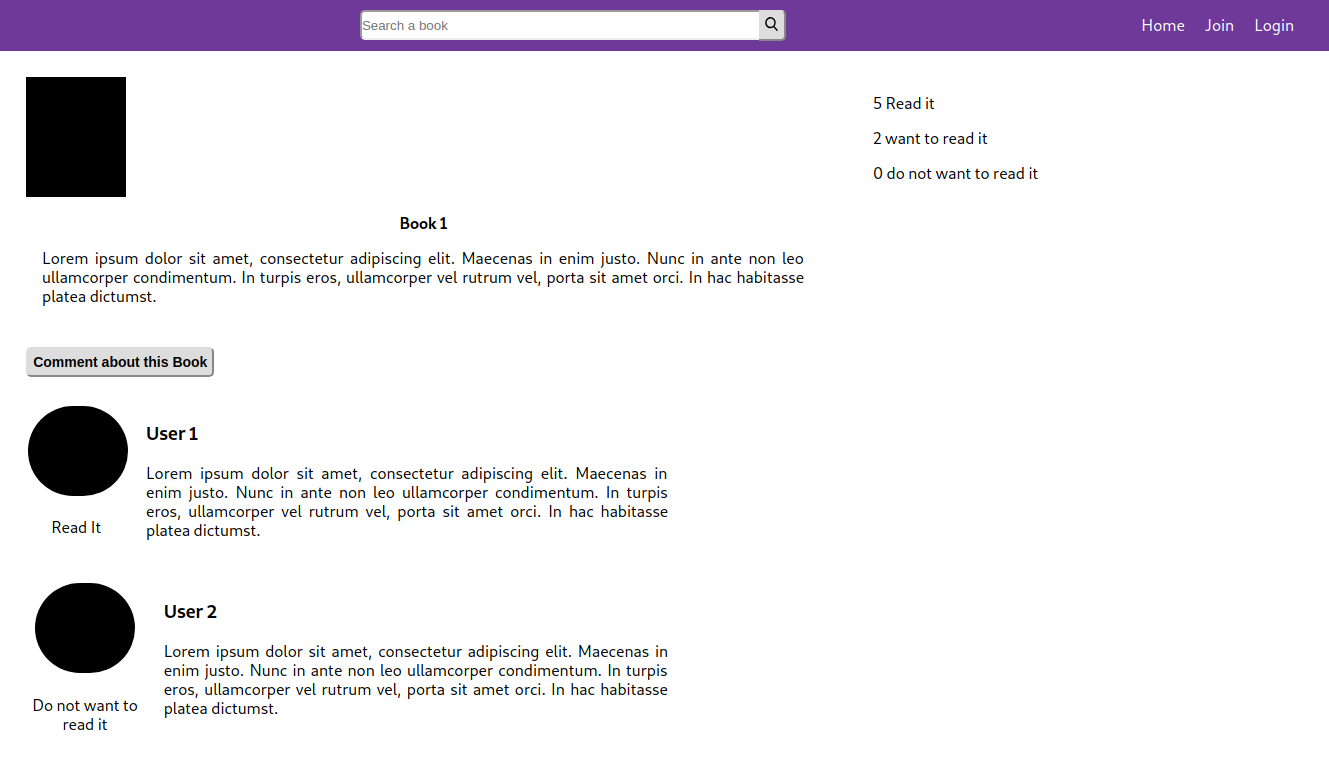 Search a book
Home Join Login
5 Read it
2 want to read it
0 do not want to read it
Book 1
Lorem ipsum dolor sit amet, consectetur adipiscing elit. Maecenas in enim justo. Nunc in ante non leo
ullamcorper condimentum. In turpis eros, ullamcorper vel rutrum vel, porta sit amet orci. In hac habitasse
platea dictumst.
Comment about this Book
User 1
Lorem ipsum dolor sit amet, consectetur adipiscing elit. Maecenas in
enim justo. Nunc in ante non leo ullamcorper condimentum. In turpis
eros, ullamcorper vel rutrum vel, porta sit amet orci. In hac habitasse
platea dictumst.
Read It
User 2
Lorem ipsum dolor sit amet, consectetur adipiscing elit. Maecenas in
enim justo. Nunc in ante non leo ullamcorper condimentum. In turpis
eros, ullamcorper vel rutrum vel, porta sit amet orci. In hac habitasse
platea dictumst.
Do not want to
read it